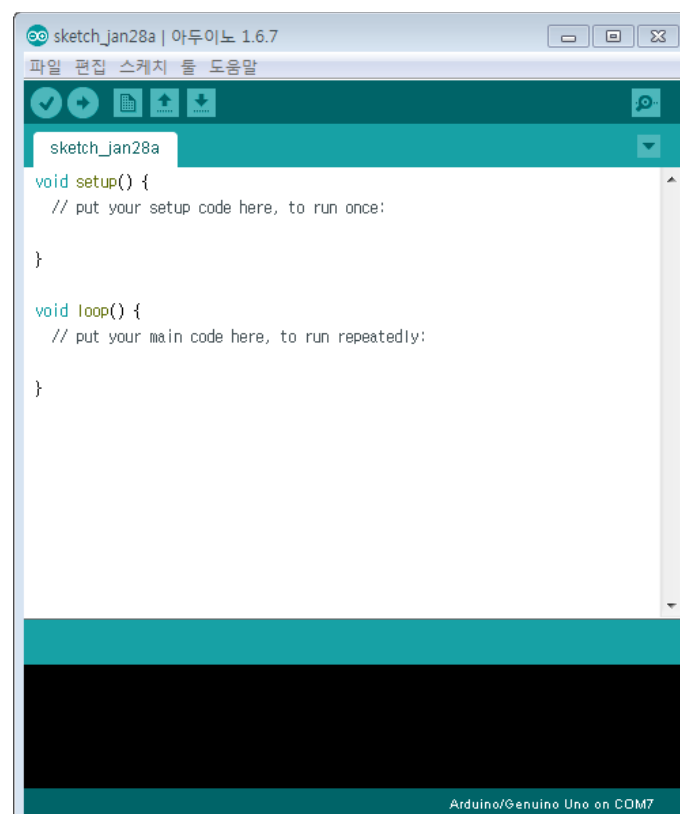 sketch_jan28a | 아두이노 1.6.7
파일 편집 스케치 툴 도움말
sketch_jan28a
void setup() {
  // put your setup code here, to run once:
}
void loop() {
  // put your main code here, to run repeatedly:
}
Arduino/Genuino Uno on COM7